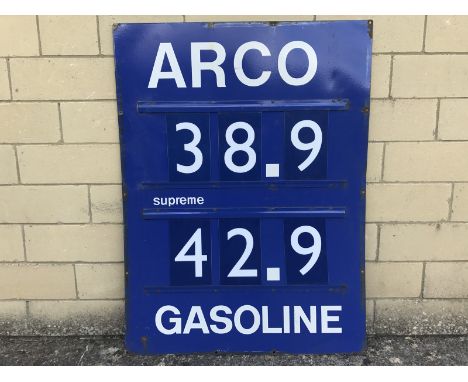 ARCO
38.9
supreme
42.9
GASOLINE